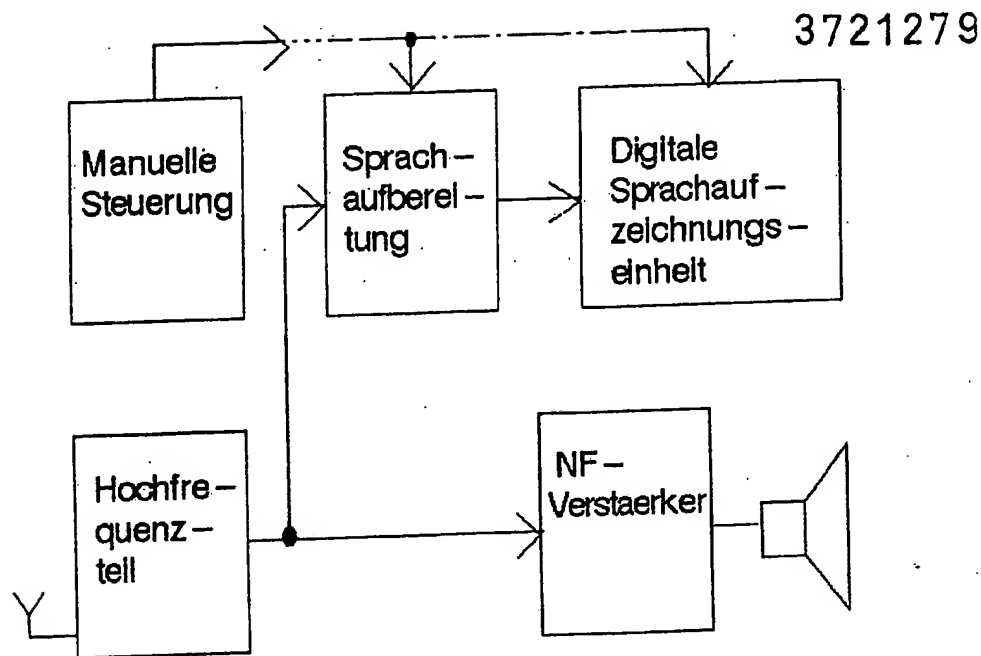 3721279
Manuelle
Steuerung
Sprach-
aufberei-
tung
Digitale
Sprachauf-
zeichnungs-
einheit
Hochfre-
quenz-
teil
NF-
Verstaerker